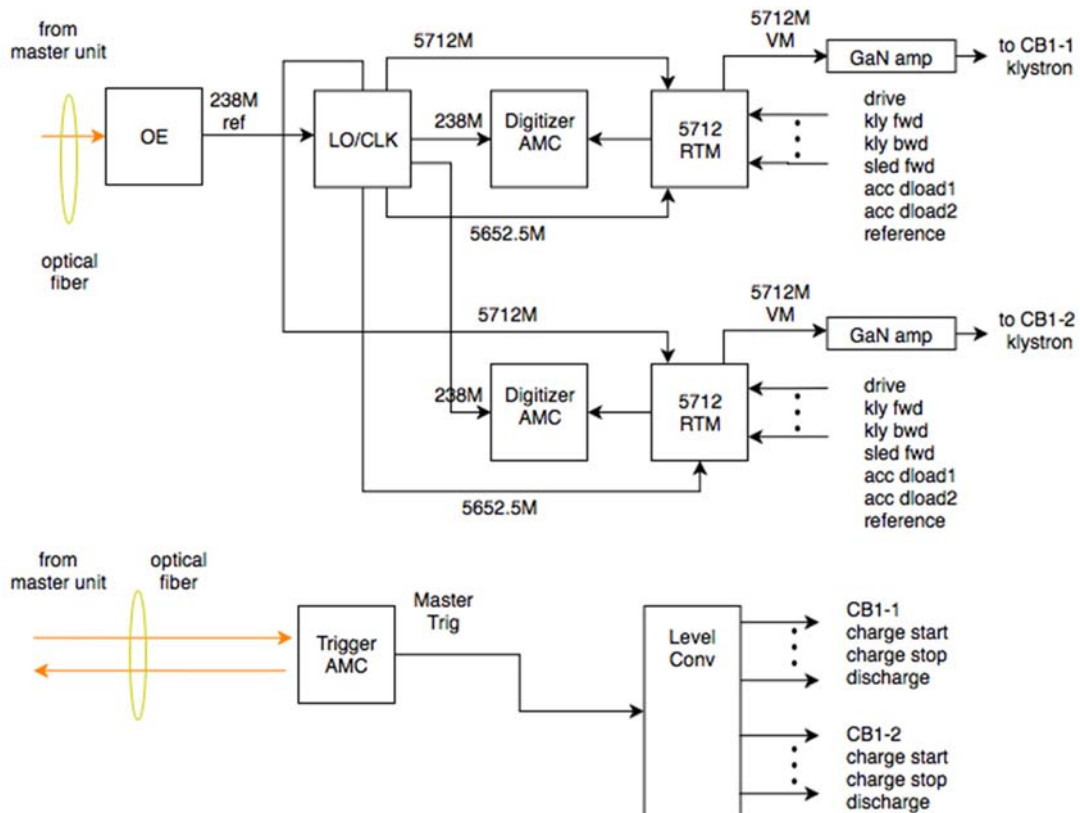 from
master unit
optical
fiber
OE
238M
ref
LO/CLK
5712M
238M
Digitizer
AMC
5712
RTM
5652.5M
5712M
VM
GaN amp
to CB1-1
klystron
drive
kly fwd
kly bwd
sled fwd
acc dload1
acc dload2
reference
5712M
238M
Digitizer
AMC
5712
RTM
5652.5M
5712M
VM
GaN amp
to CB1-2
klystron
drive
kly fwd
kly bwd
sled fwd
acc dload1
acc dload2
reference
from
master unit
optical
fiber
Trigger
AMC
Master
Trig
Level
Conv
CB1-1
charge start
charge stop
discharge
CB1-2
charge start
charge stop
discharge